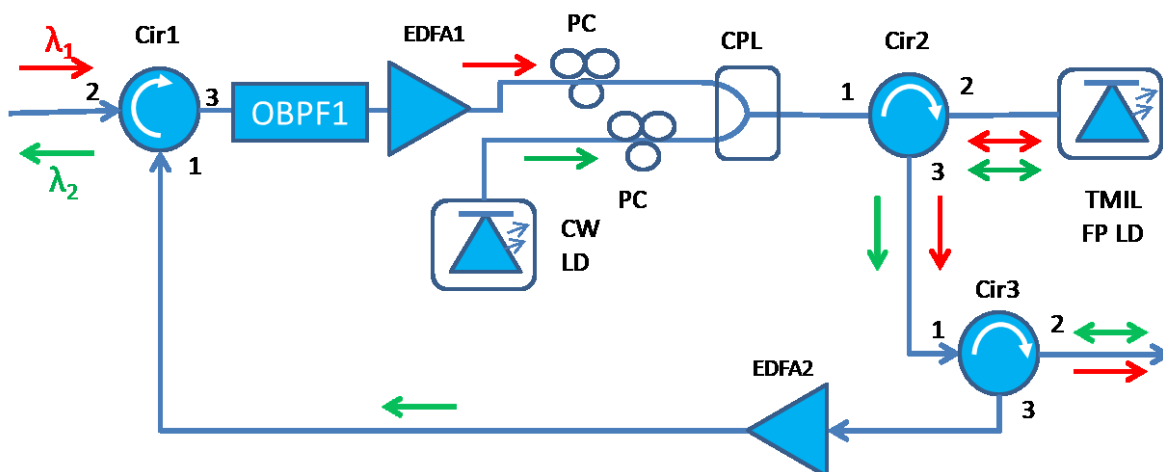 λ1
Cir1
2
3
1
λ2
OBPF1
EDFA1
PC
PC
CPL
CW
LD
Cir2
1
2
3
TMIL
FP LD
Cir3
1
2
3
EDFA2